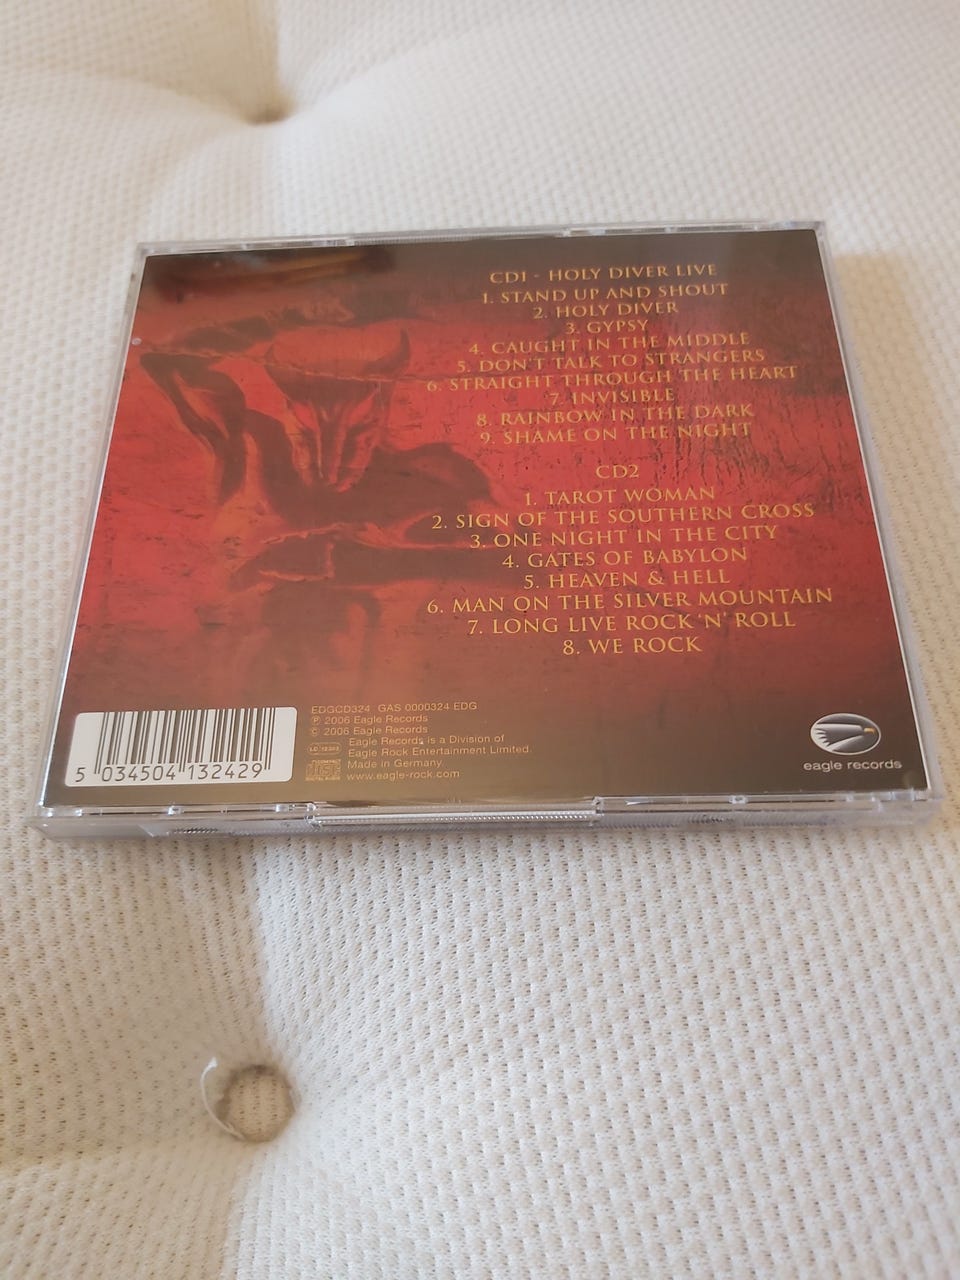 CD1 - HOLY DIVER LIVE
1. STAND UP AND SHOUT
2. HOLY DIVER
3. GYPSY
4. CAUGHT IN THE MIDDLE
5. DON'T TALK TO STRANGERS
6. STRAIGHT THROUGH THE HEART
7. INVISIBLE
8. RAINBOW IN THE DARK
9. SHAME ON THE NIGHT
CD2
1. TAROT WOMAN
2. SIGN OF THE SOUTHERN CROSS
3. ONE NIGHT IN THE CITY
4. GATES OF BABYLON
5. HEAVEN & HELL
6. MAN ON THE SILVER MOUNTAIN
7. LONG LIVE ROCK 'N' ROLL
8. WE ROCK
EDGCD324 GAS 0000324 EDG
℗ 2006 Eagle Records
© 2006 Eagle Records
Eagle Records is a Division of
Eagle Rock Entertainment Limited.
Made in Germany.
www.eagle-rock.com
5 034504 132429
eagle records